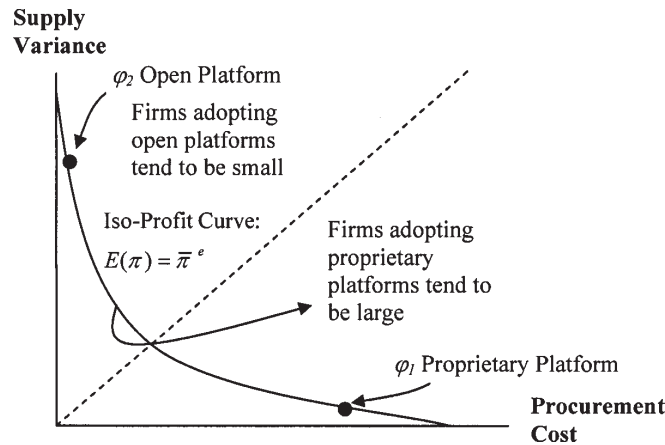 Supply
Variance
φ2 Open Platform
Firms adopting
open platforms
tend to be small
Iso-Profit Curve:
E(π) = π̄ e
Firms adopting
proprietary
platforms tend to
be large
φ1 Proprietary Platform
Procurement
Cost